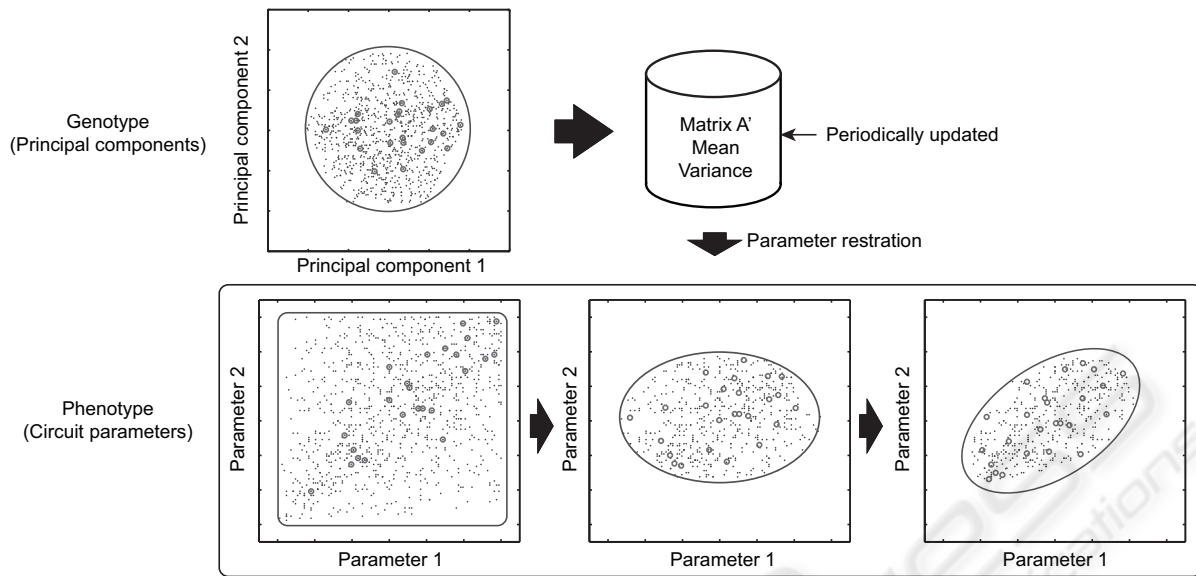 Principal component 2
Genotype
(Principal components)
Principal component 1
Matrix A'
Mean
Variance
Periodically updated
Parameter restration
Phenotype
(Circuit parameters)
Parameter 2
Parameter 1
Parameter 2
Parameter 1
Parameter 2
Parameter 1